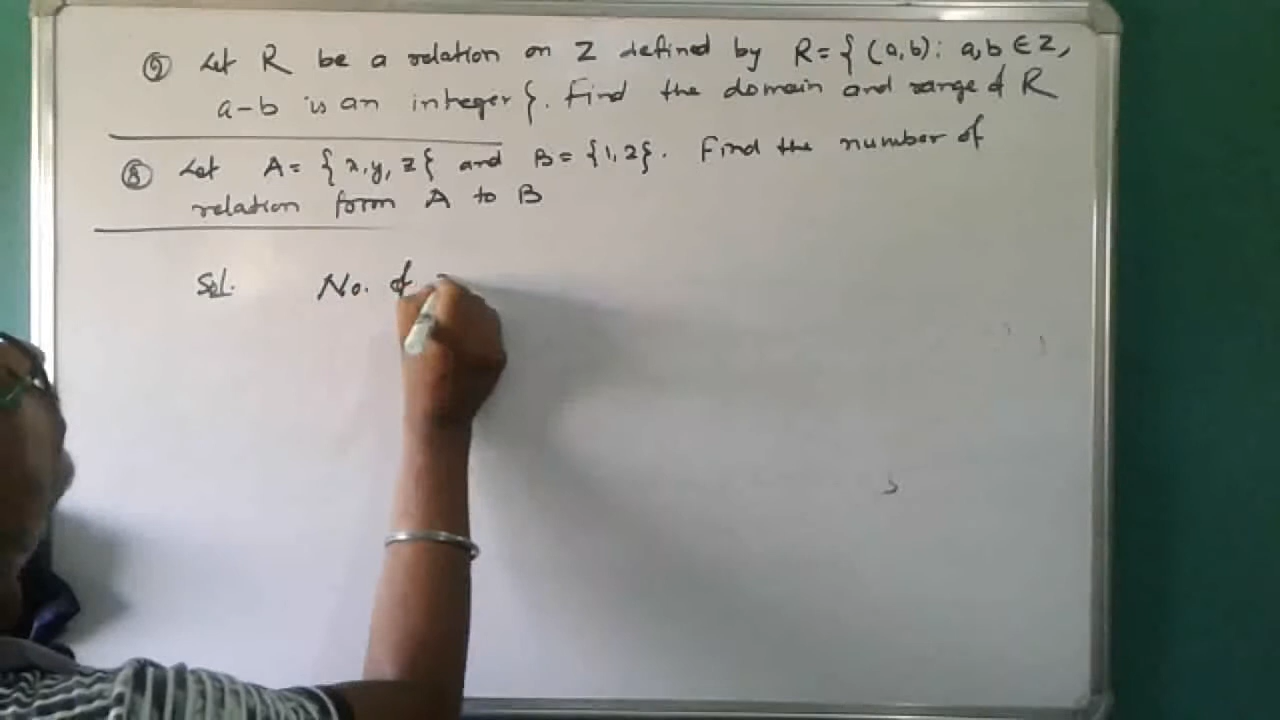 ⑨ Let R be a relation on Z defined by R = { (a,b) : a,b ∈ Z,
a-b is an integer }. Find the domain and range of R
⑧ Let A = { x, y, z } and B = {1, 2}. Find the number of
relation form A to B
Sol. No. of